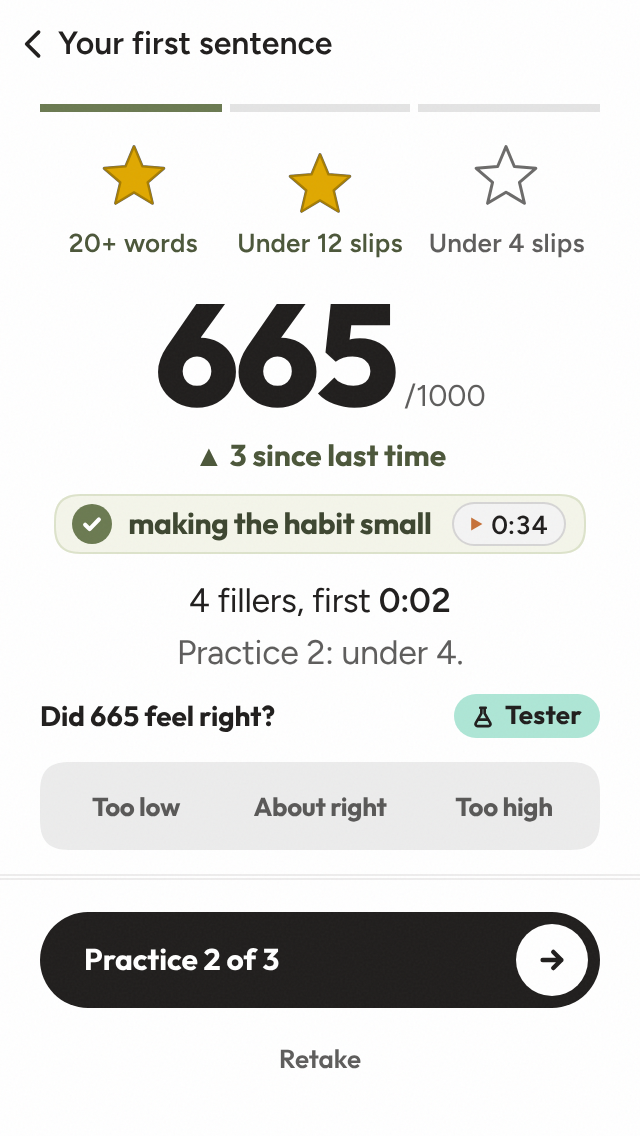 Your first sentence
20+ words
Under 12 slips
Under 4 slips
665 /1000
▲ 3 since last time
making the habit small
0:34
4 fillers, first 0:02
Practice 2: under 4.
Did 665 feel right?
Tester
Too low
About right
Too high
Practice 2 of 3
Retake